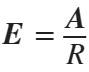 E = A/R